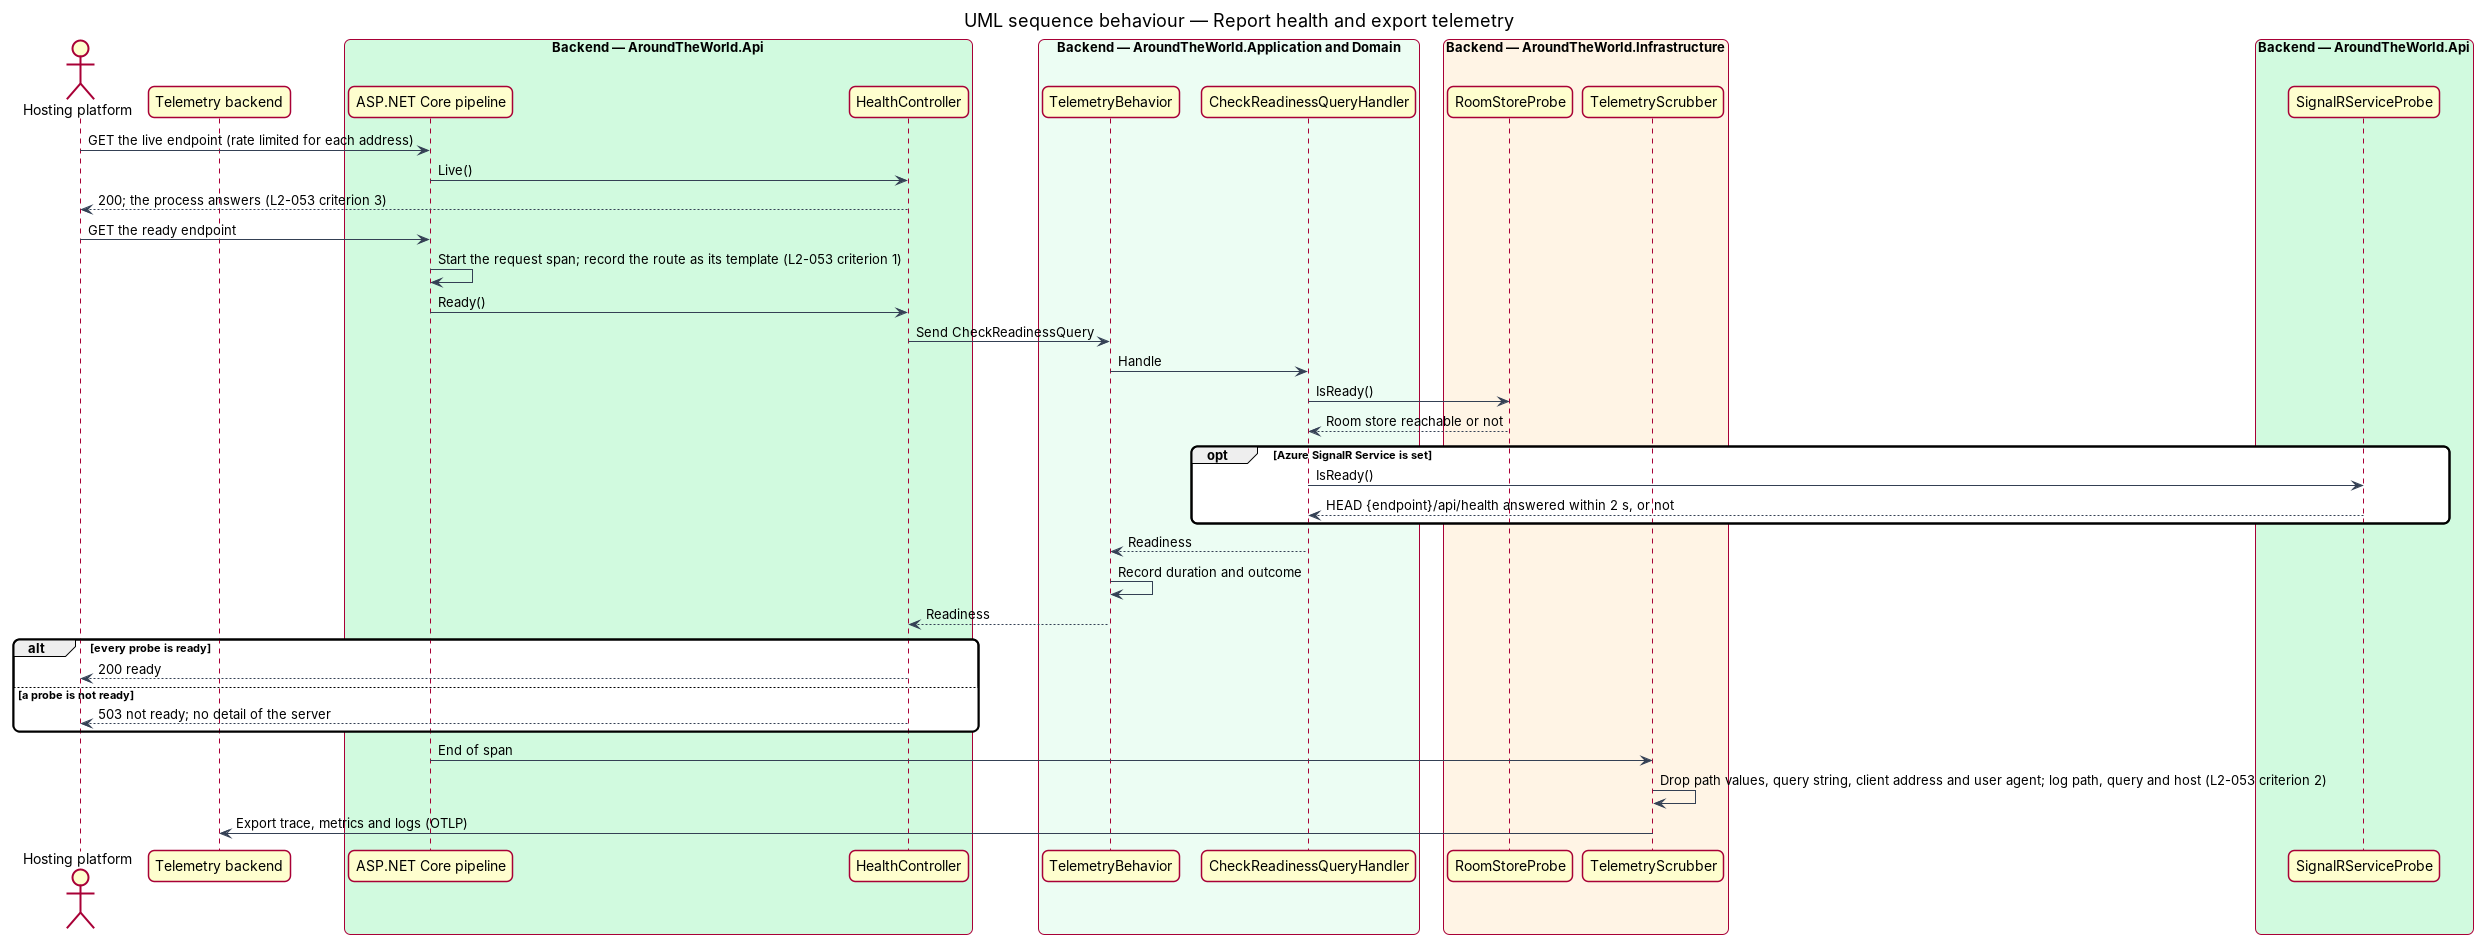 UML sequence behaviour — Report health and export telemetry
Backend — AroundTheWorld.Api
Backend — AroundTheWorld.Application and Domain
Backend — AroundTheWorld.Infrastructure
Backend — AroundTheWorld.Api
Hosting platform
Telemetry backend
ASP.NET Core pipeline
HealthController
TelemetryBehavior
CheckReadinessQueryHandler
RoomStoreProbe
TelemetryScrubber
SignalRServiceProbe
GET the live endpoint (rate limited for each address)
Live()
200; the process answers (L2-053 criterion 3)
GET the ready endpoint
Start the request span; record the route as its template (L2-053 criterion 1)
Ready()
Send CheckReadinessQuery
Handle
IsReady()
Room store reachable or not
opt
[Azure SignalR Service is set]
IsReady()
HEAD {endpoint}/api/health answered within 2 s, or not
Readiness
Record duration and outcome
Readiness
alt
[every probe is ready]
200 ready
[a probe is not ready]
503 not ready; no detail of the server
End of span
Drop path values, query string, client address and user agent; log path, query and host (L2-053 criterion 2)
Export trace, metrics and logs (OTLP)
Hosting platform
Telemetry backend
ASP.NET Core pipeline
HealthController
TelemetryBehavior
CheckReadinessQueryHandler
RoomStoreProbe
TelemetryScrubber
SignalRServiceProbe